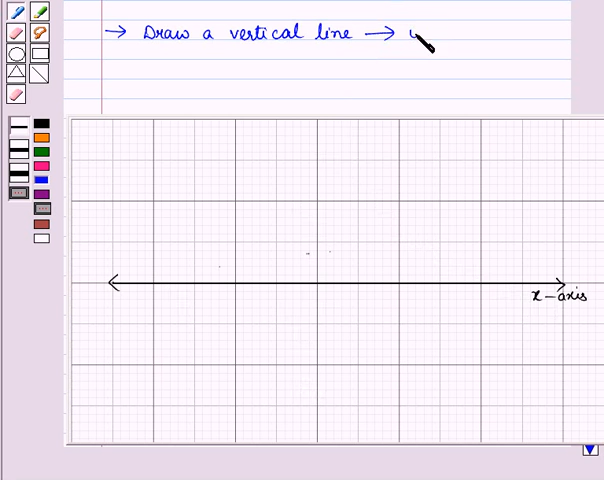 → Draw a vertical line →
x-axis